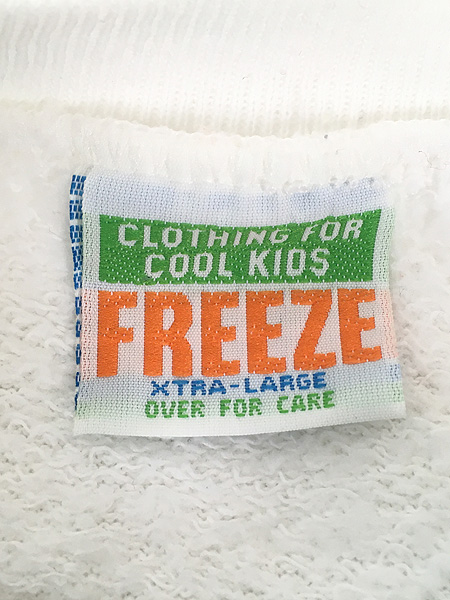 CLOTHING FOR
COOL KIDS
FREEZE
XTRA-LARGE
OVER FOR CARE